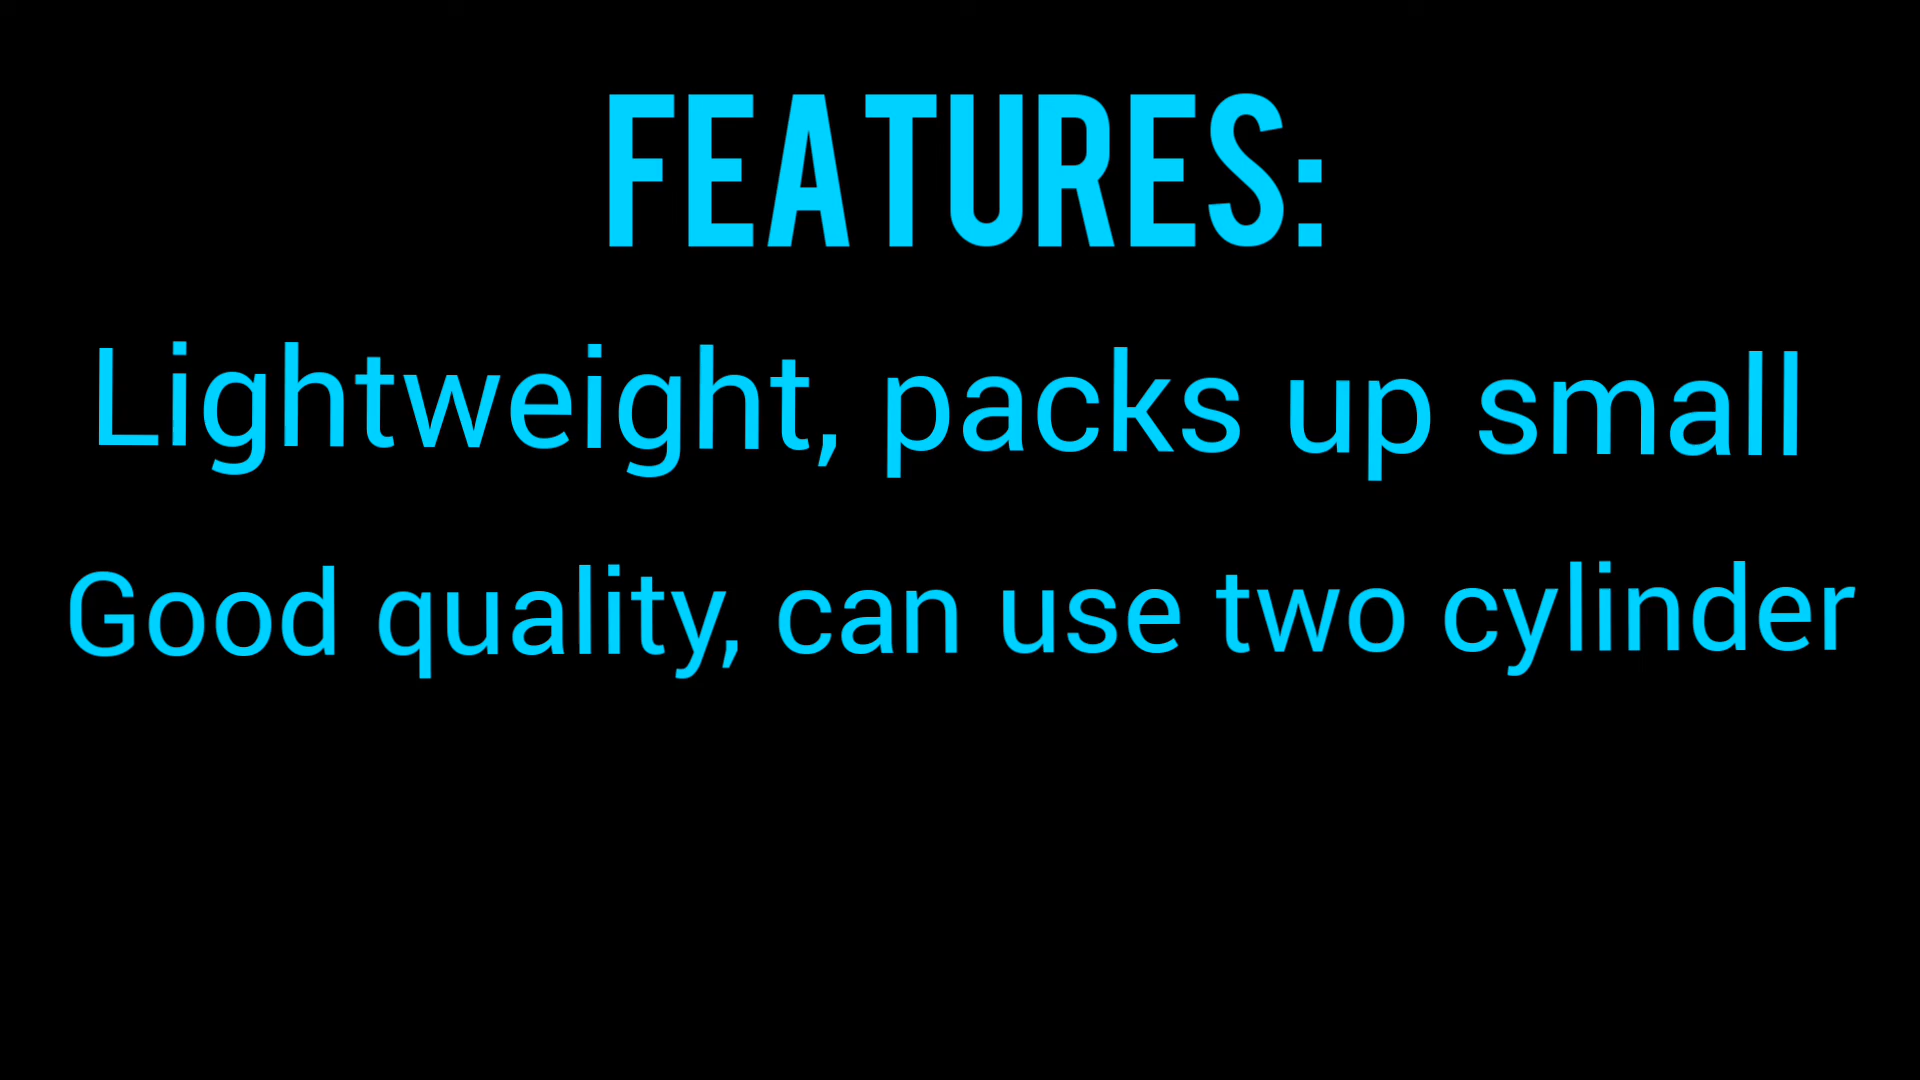 FEATURES:
Lightweight, packs up small
Good quality, can use two cylinder